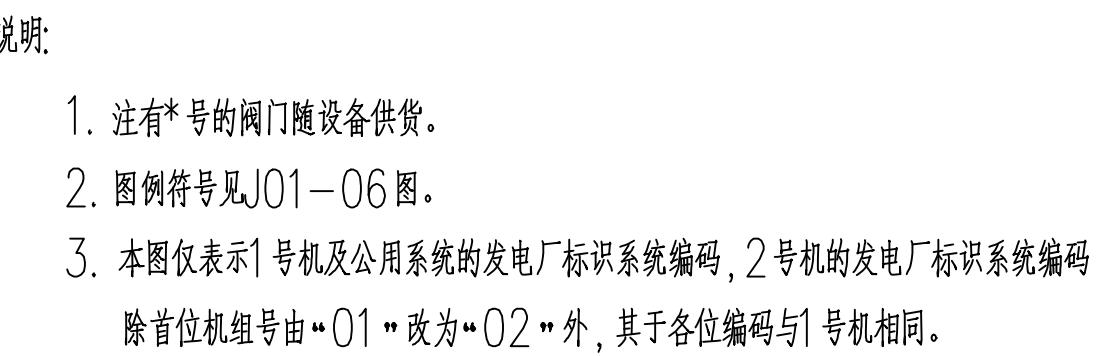 说明:
1. 注有*号的阀门随设备供货。
2. 图例符号见J01-06图。
3. 本图仅表示1号机及公用系统的发电厂标识系统编码,2号机的发电厂标识系统编码
除首位机组号由“01”改为“02”外,其于各位编码与1号机相同。